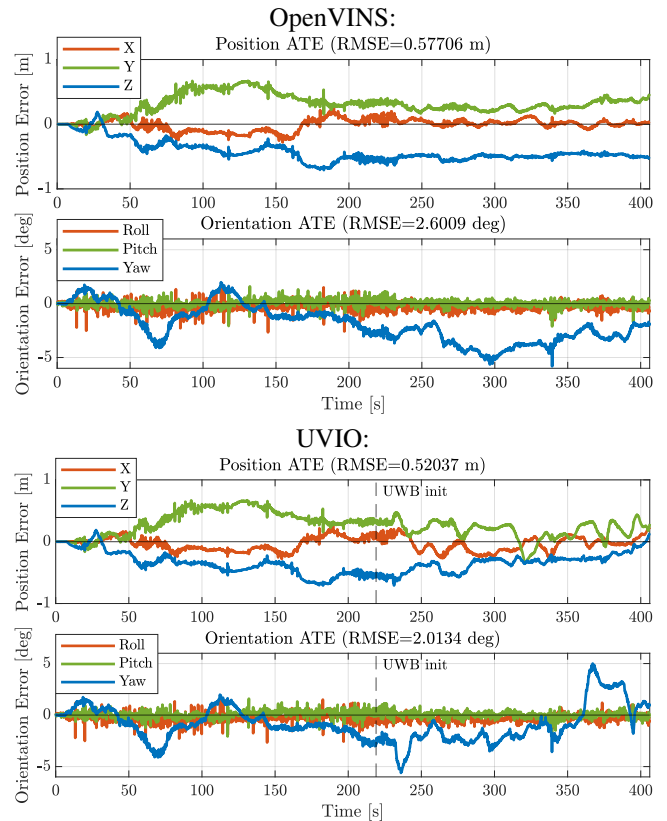 OpenVINS:
Position ATE (RMSE=0.57706 m)
Position Error [m]
X
Y
Z
1
0
-1
0 50 100 150 200 250 300 350 400
Orientation ATE (RMSE=2.6009 deg)
Orientation Error [deg]
Roll
Pitch
Yaw
5
0
-5
0 50 100 150 200 250 300 350 400
Time [s]
UVIO:
Position ATE (RMSE=0.52037 m)
Position Error [m]
X
Y
Z
UWB init
1
0
-1
0 50 100 150 200 250 300 350 400
Orientation ATE (RMSE=2.0134 deg)
Orientation Error [deg]
Roll
Pitch
Yaw
UWB init
5
0
-5
0 50 100 150 200 250 300 350 400
Time [s]